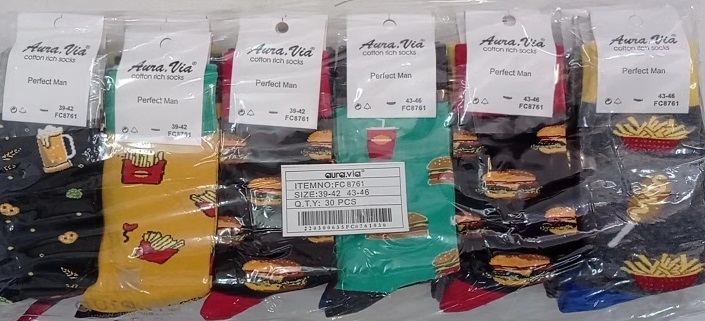 Aura.Via®
cotton rich socks
Perfect Man
39-42
FC8761
Aura.Via®
cotton rich socks
Perfect Man
39-42
FC8761
Aura.Via®
cotton rich socks
Perfect Man
39-42
FC8761
Aura.Via®
cotton rich socks
Perfect Man
43-46
FC8761
Aura.Via®
cotton rich socks
Perfect Man
43-46
FC8761
Aura.Via®
cotton rich socks
Perfect Man
43-46
FC8761
aura.via®
ITEMNO:FC8761
SIZE:39-42 43-46
Q.T.Y: 30 PCS